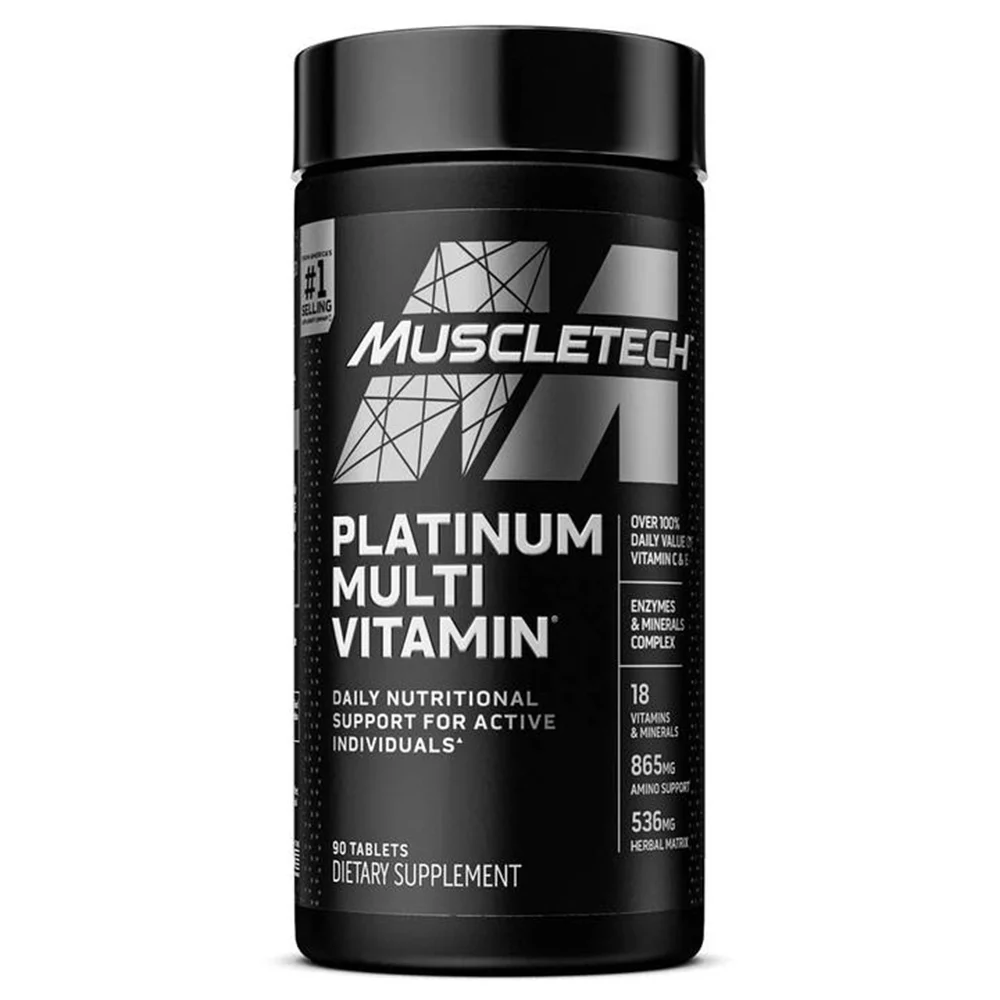 #1
SELLING
MUSCLETECH
PLATINUM
MULTI
VITAMIN®
DAILY NUTRITIONAL
SUPPORT FOR ACTIVE
INDIVIDUALS▲
90 TABLETS
DIETARY SUPPLEMENT
OVER 100%
DAILY VALUE OF
VITAMIN C & E
ENZYMES
& MINERALS
COMPLEX
18
VITAMINS
& MINERALS
865MG
AMINO SUPPORT
536MG
HERBAL MATRIX